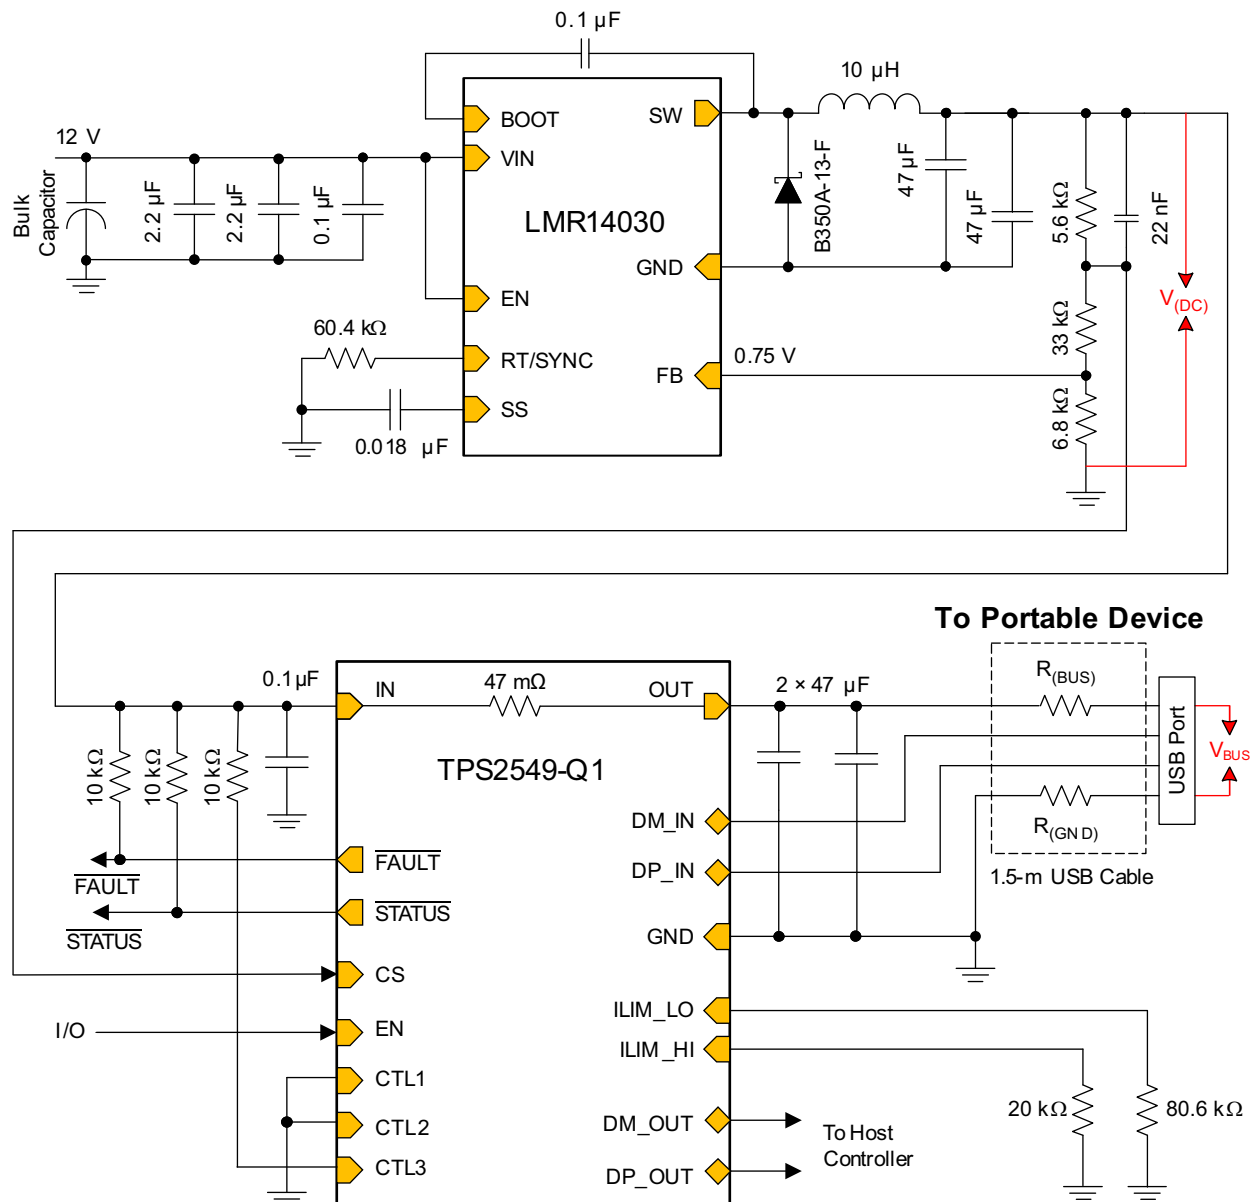 0.1 µF
10 µH
BOOT
SW
12 V
VIN
Bulk
Capacitor
2.2 µF
2.2 µF
0.1 µF
LMR14030
B350A-13-F
47 µF
47 µF
5.6 kΩ
22 nF
GND
EN
V(DC)
60.4 kΩ
RT/SYNC
FB
0.75 V
33 kΩ
SS
0.018 µF
6.8 kΩ
To Portable Device
0.1 µF
IN
47 mΩ
OUT
2 × 47 µF
R(BUS)
10 kΩ
10 kΩ
10 kΩ
TPS2549-Q1
USB Port
VBUS
DM_IN
R(GND)
FAULT
FAULT
DP_IN
1.5-m USB Cable
STATUS
STATUS
GND
CS
ILIM_LO
I/O
EN
ILIM_HI
CTL1
20 kΩ
80.6 kΩ
CTL2
DM_OUT
To Host
Controller
CTL3
DP_OUT